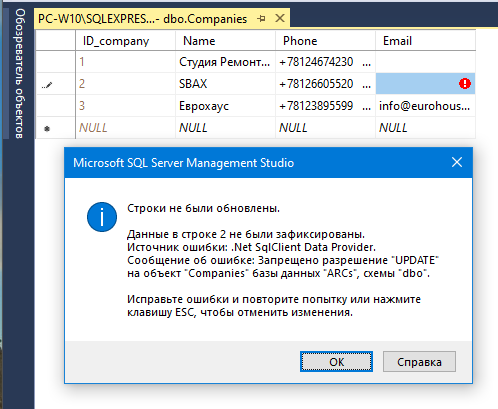 Обозреватель объектов
PC-W10\SQLEXPRES...- dbo.Companies
ID_company Name Phone Email
1 Студия Ремонт... +78124674230 ...
2 SBAX +78126605520 ...
3 Еврохаус ... +78123895599 ... info@eurohous...
NULL NULL NULL NULL
Microsoft SQL Server Management Studio
Строки не были обновлены.
Данные в строке 2 не были зафиксированы.
Источник ошибки: .Net SqlClient Data Provider.
Сообщение об ошибке: Запрещено разрешение "UPDATE"
на объект "Companies" базы данных "ARCs", схемы "dbo".
Исправьте ошибки и повторите попытку или нажмите
клавишу ESC, чтобы отменить изменения.
OK Справка